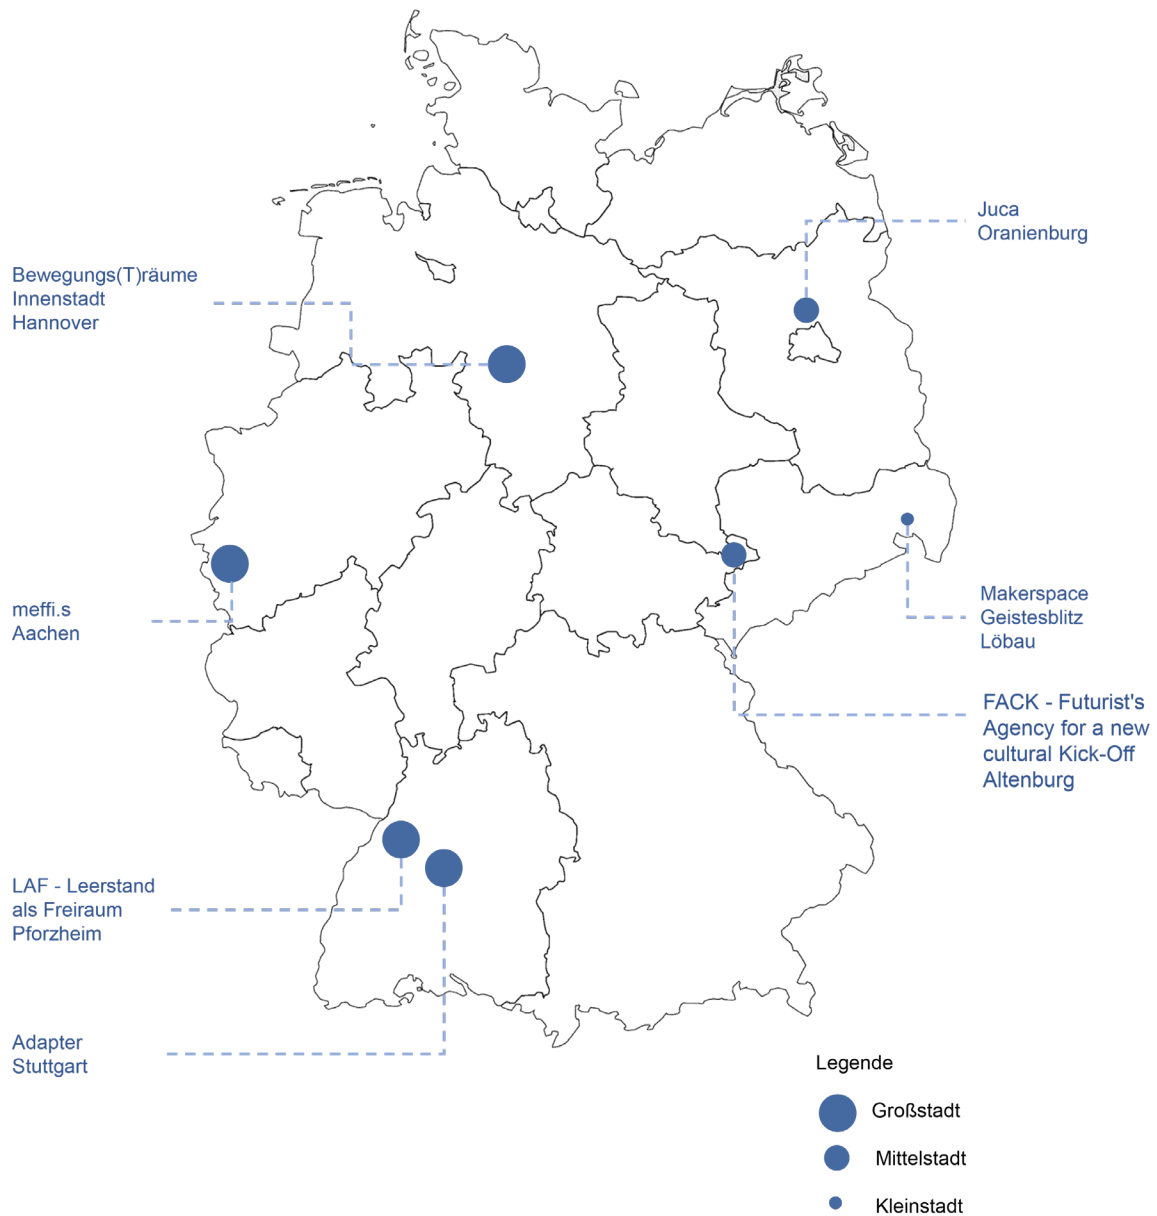 Juca
Oranienburg
Bewegungs(T)räume
Innenstadt
Hannover
meffi.s
Aachen
Makerspace
Geistesblitz
Löbau
FACK - Futurist's
Agency for a new
cultural Kick-Off
Altenburg
LAF - Leerstand
als Freiraum
Pforzheim
Adapter
Stuttgart
Legende
Großstadt
Mittelstadt
Kleinstadt